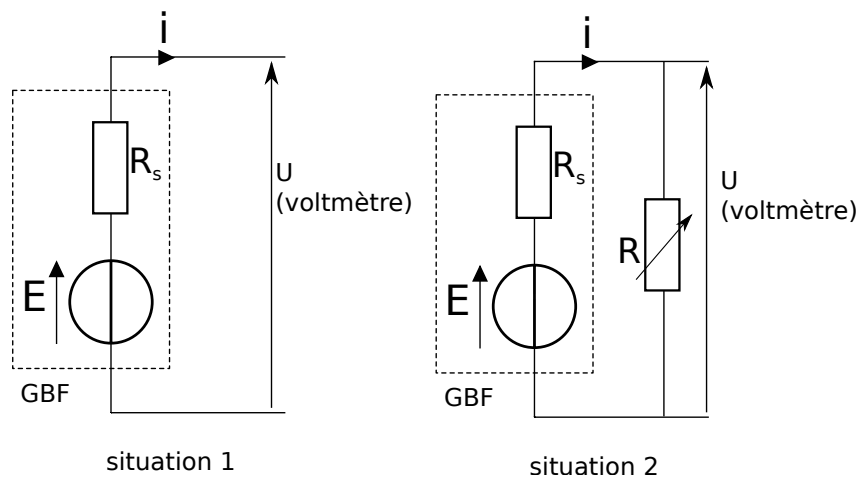 i
R
s
E
U
(voltmètre)
GBF
situation 1
i
R
s
E
R
U
(voltmètre)
GBF
situation 2